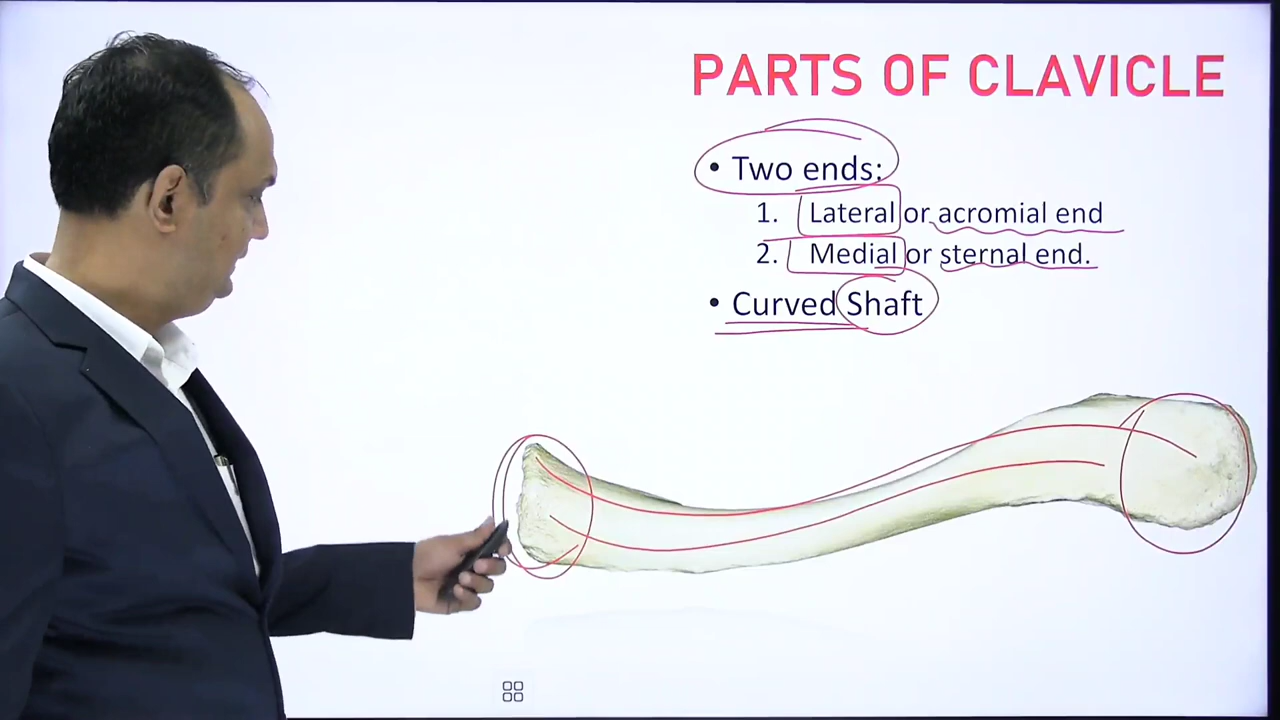 PARTS OF CLAVICLE
• Two ends:
1. Lateral or acromial end
2. Medial or sternal end.
• Curved Shaft